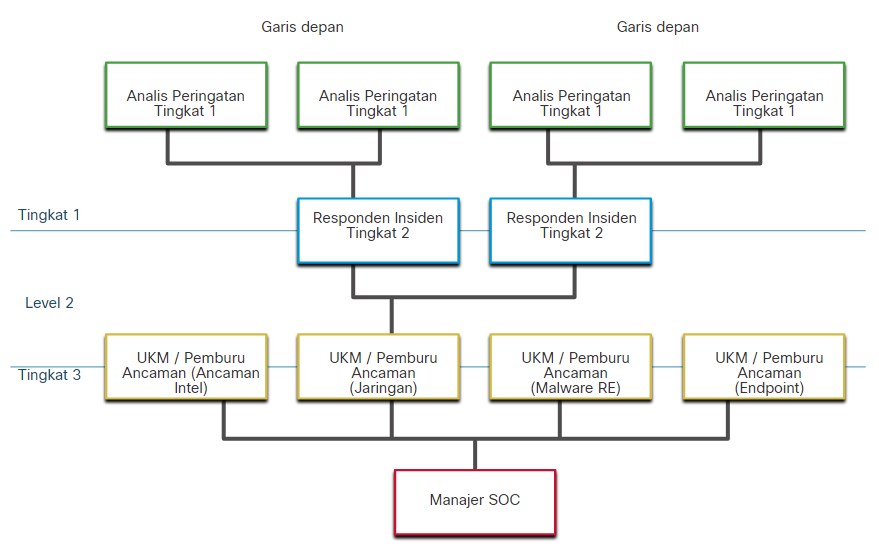 Garis depan
Garis depan
Analis Peringatan
Tingkat 1
Analis Peringatan
Tingkat 1
Analis Peringatan
Tingkat 1
Analis Peringatan
Tingkat 1
Tingkat 1
Responden Insiden
Tingkat 2
Responden Insiden
Tingkat 2
Level 2
Tingkat 3
UKM / Pemburu
Ancaman (Ancaman
Intel)
UKM / Pemburu
Ancaman
(Jaringan)
UKM / Pemburu
Ancaman
(Malware RE)
UKM / Pemburu
Ancaman
(Endpoint)
Manajer SOC